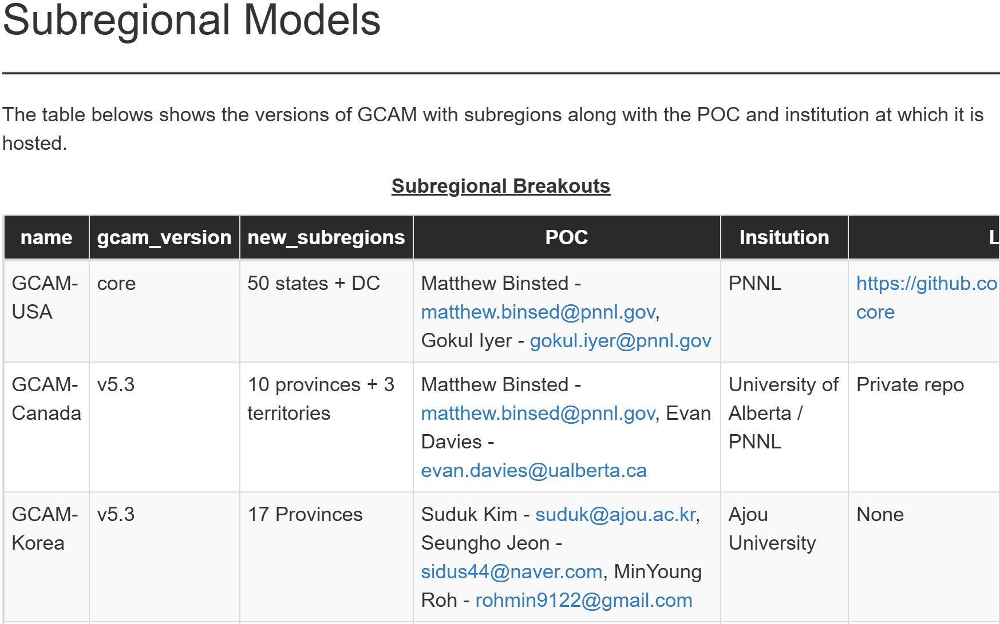 Subregional Models
The table belows shows the versions of GCAM with subregions along with the POC and institution at which it is
hosted.
Subregional Breakouts
name gcam_version new_subregions POC Insitution L
GCAM- core 50 states + DC Matthew Binsted - PNNL https://github.co
USA matthew.binsed@pnnl.gov, core
Gokul Iyer - gokul.iyer@pnnl.gov
GCAM- v5.3 10 provinces + 3 Matthew Binsted - University of Private repo
Canada territories matthew.binsed@pnnl.gov, Evan Alberta /
Davies - PNNL
evan.davies@ualberta.ca
GCAM- v5.3 17 Provinces Suduk Kim - suduk@ajou.ac.kr, Ajou None
Korea Seungho Jeon - University
sidus44@naver.com, MinYoung
Roh - rohmin9122@gmail.com